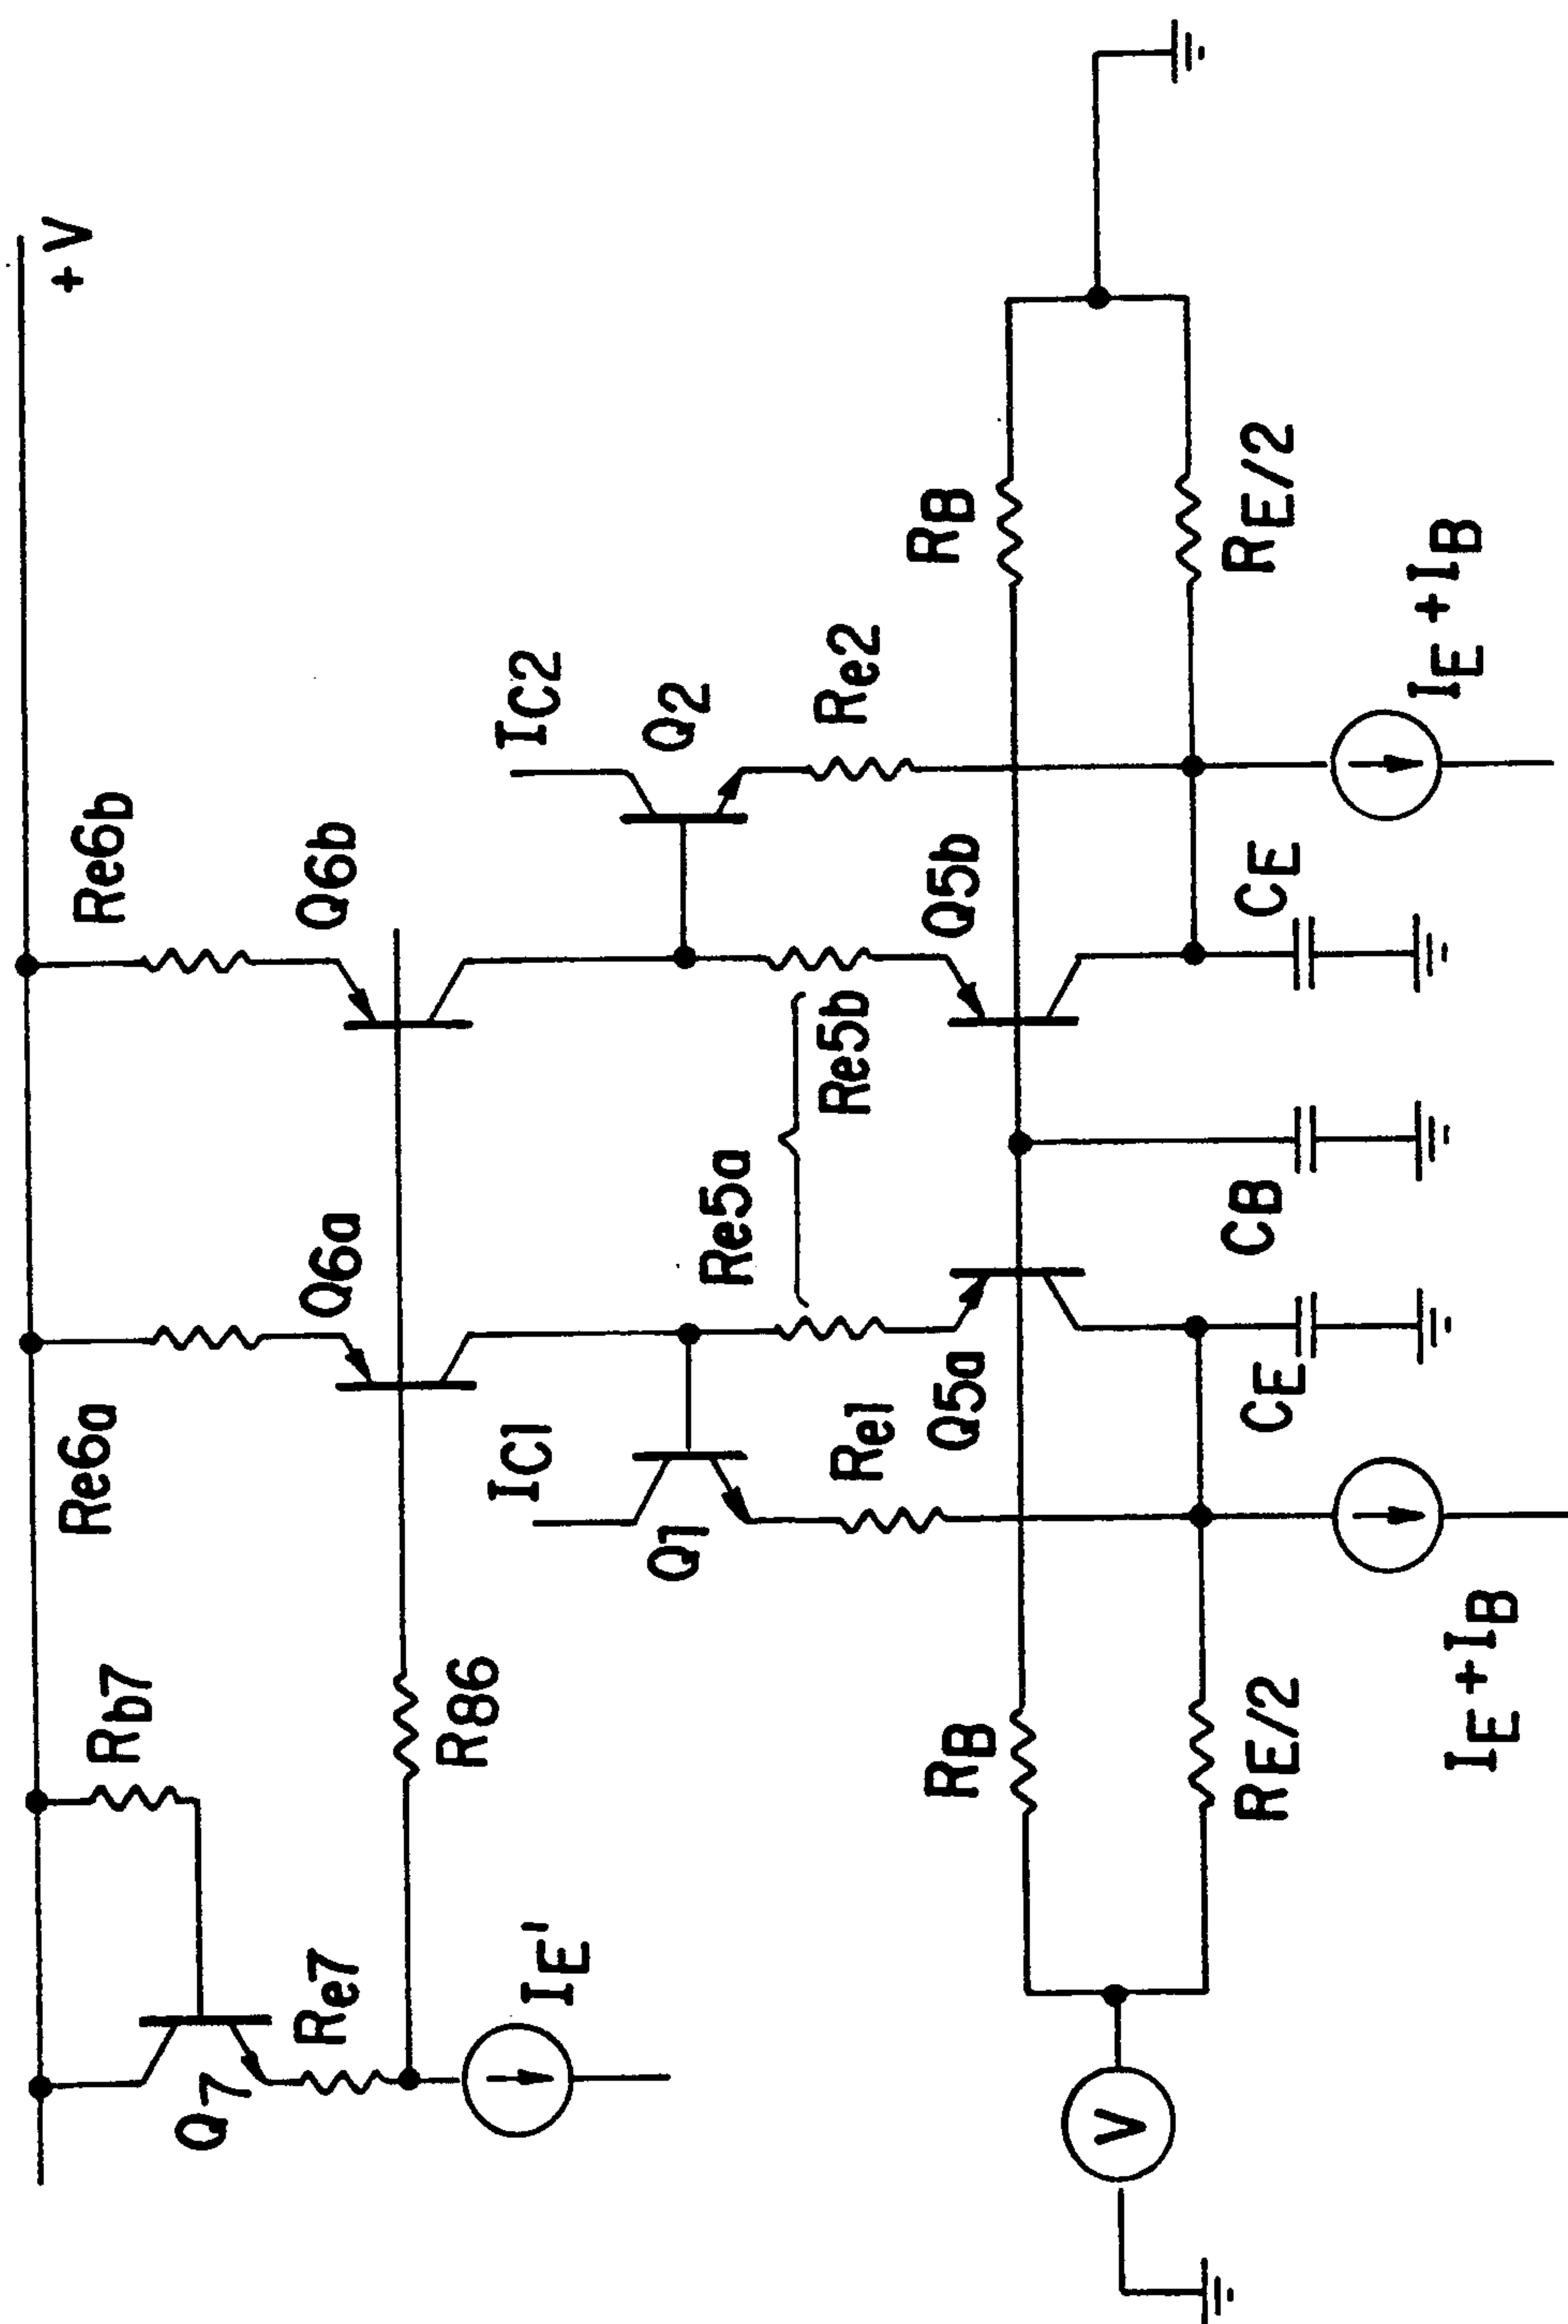 +V
Re6b
Re6a
Rb7
Q6b
Q6a
Q7
Re7
IC2
Q2
Re2
IC1
Q1
Re1
R86
IE'
Re5a
Re5b
Q5b
Q5a
RB
RB
RE/2
RE/2
CE
CB
CE
IE+IB
IE+IB
V